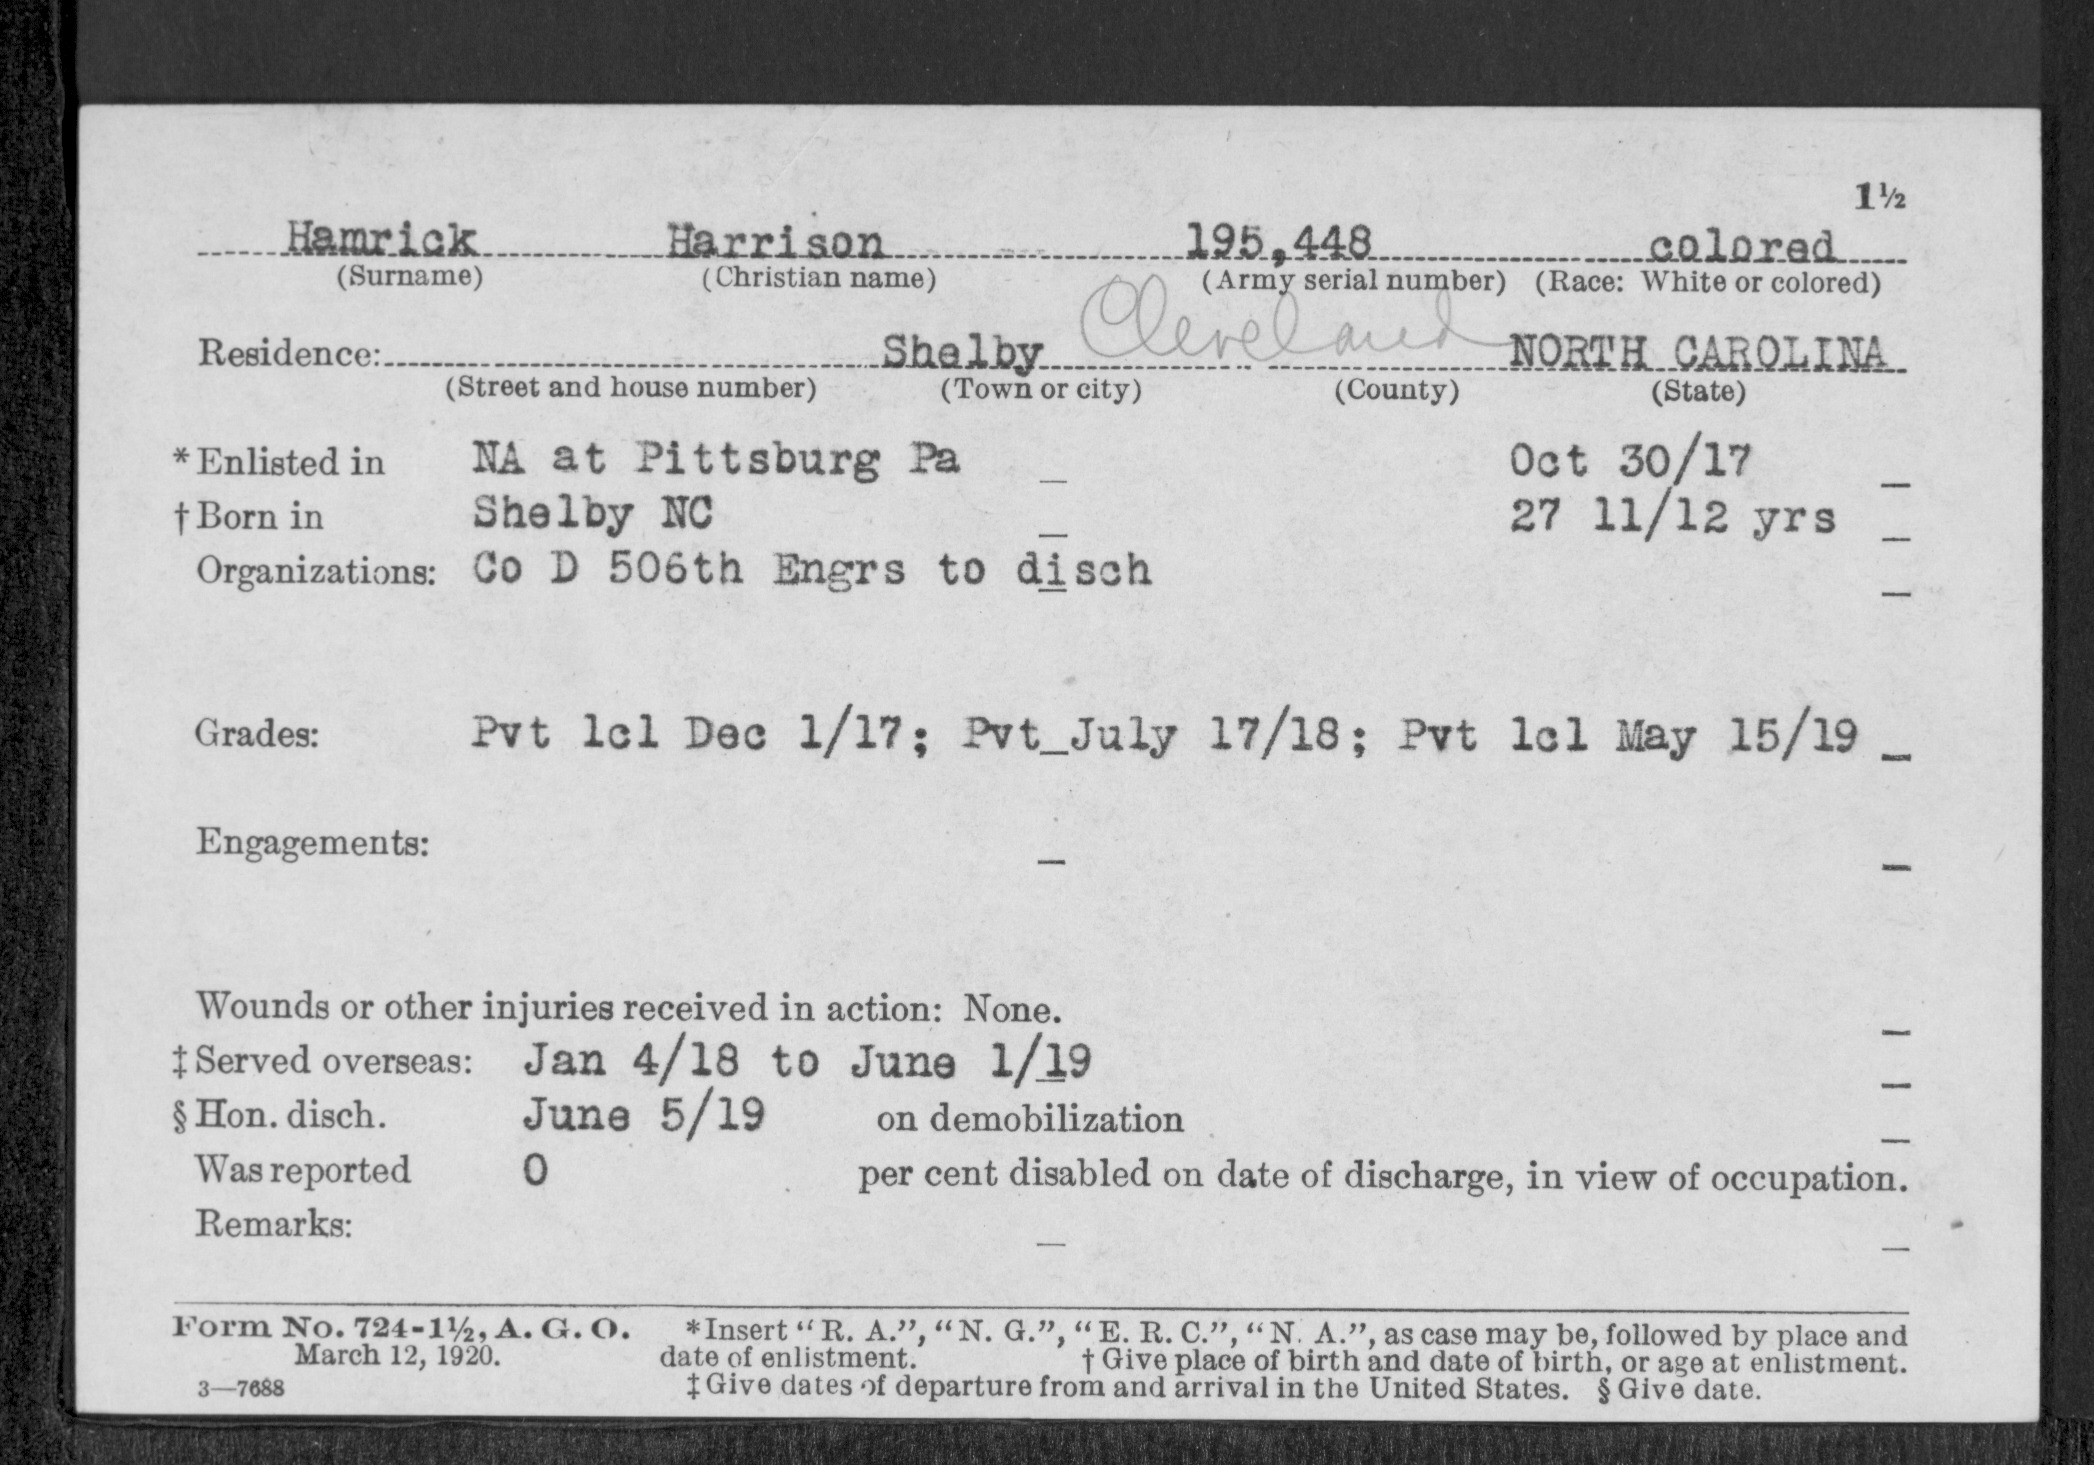 1½
Hamrick Harrison 195,448 colored
(Surname) (Christian name) (Army serial number) (Race: White or colored)
Residence: Shelby Cleveland NORTH CAROLINA
(Street and house number) (Town or city) (County) (State)
*Enlisted in NA at Pittsburg Pa _ Oct 30/17 _
†Born in Shelby NC _ 27 11/12 yrs _
Organizations: Co D 506th Engrs to disch _
Grades: Pvt 1cl Dec 1/17; Pvt_July 17/18; Pvt 1cl May 15/19 _
Engagements: _ _
Wounds or other injuries received in action: None. _
‡Served overseas: Jan 4/18 to June 1/19 _
§Hon. disch. June 5/19 on demobilization _
Was reported 0 per cent disabled on date of discharge, in view of occupation.
Remarks: _ _
Form No. 724-1½, A. G. O. *Insert "R. A.", "N. G.", "E. R. C.", "N. A.", as case may be, followed by place and
March 12, 1920. date of enlistment. †Give place of birth and date of birth, or age at enlistment.
3—7688 ‡Give dates of departure from and arrival in the United States. §Give date.